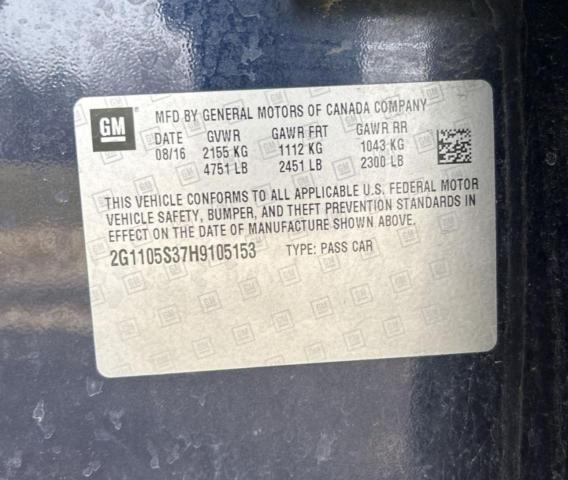 GM
MFD BY GENERAL MOTORS OF CANADA COMPANY
DATE GVWR GAWR FRT GAWR RR
08/16 2155 KG 1112 KG 1043 KG
4751 LB 2451 LB 2300 LB
THIS VEHICLE CONFORMS TO ALL APPLICABLE U.S. FEDERAL MOTOR
VEHICLE SAFETY, BUMPER, AND THEFT PREVENTION STANDARDS IN
EFFECT ON THE DATE OF MANUFACTURE SHOWN ABOVE.
2G1105S37H9105153 TYPE: PASS CAR